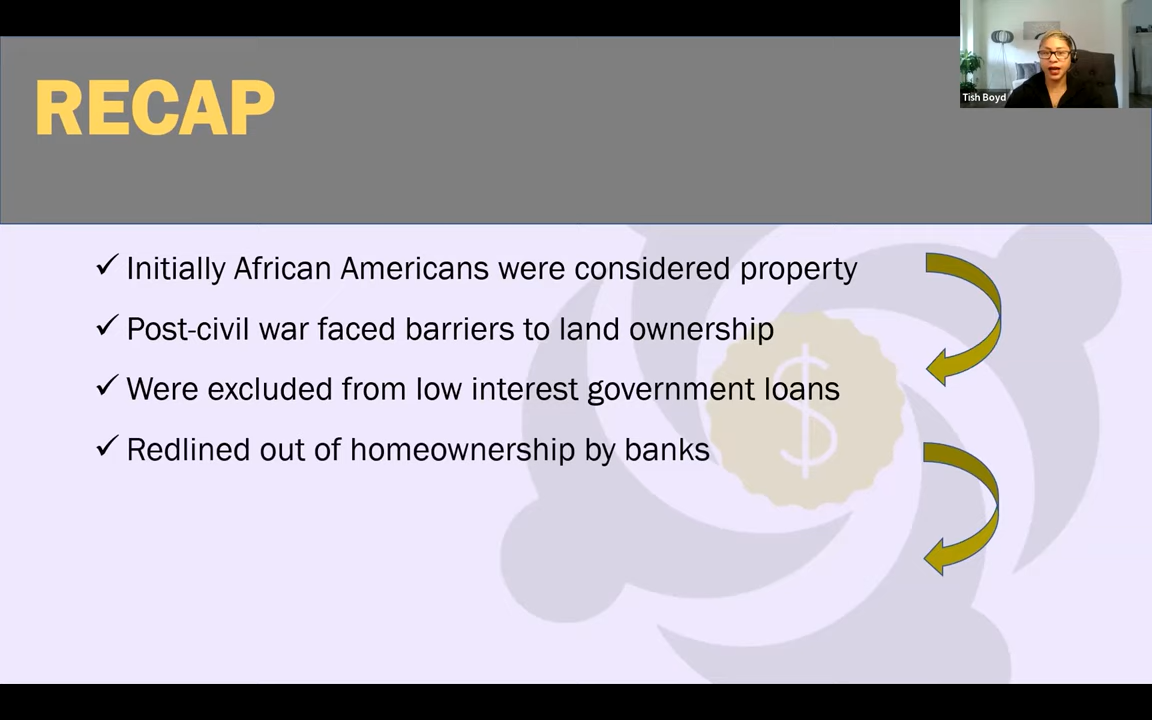 RECAP
Tish Boyd
✓ Initially African Americans were considered property
✓ Post-civil war faced barriers to land ownership
✓ Were excluded from low interest government loans
✓ Redlined out of homeownership by banks
$